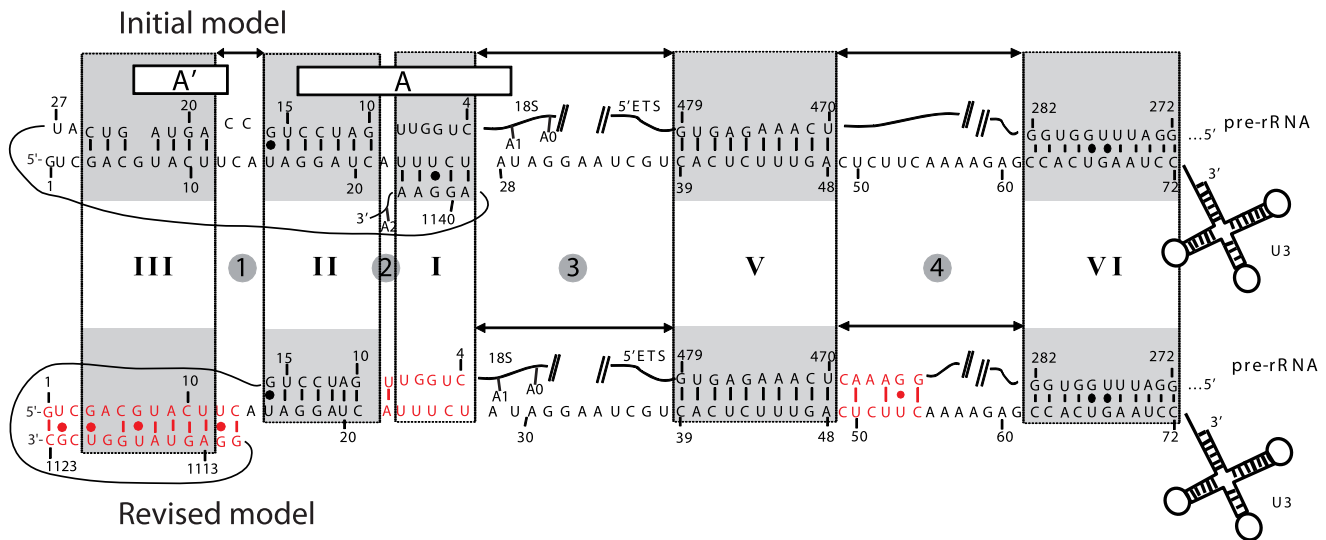 Initial model
A′ A
27 20 15 10 4 18S 5'ETS 479 470 282 272
A1 A0
U A C U G A U G A C C G U C C U A G U U G G U C G U G A G A A A C U G G U G G U U U A G G ...5' pre-rRNA
5'- G U C G A C G U A C U U C A U A G G A U C A U U U C U A U A G G A A U C G U C A C U C U U U G A C U C U U C A A A A G A G C C A C U G A A U C C
1 10 20 28 39 48 50 60 72
A A G G A
3' A2 1140
3'
U3
III 1 II 2 I 3 V 4 VI
1 10 15 10 4 18S 5'ETS 479 470 282 272
A1 A0
G U C C U A G U U G G U C G U G A G A A A C U C A A A G G G G U G G U U U A G G ...5' pre-rRNA
5'- G U C G A C G U A C U U C A U A G G A U C A U U U C U A U A G G A A U C G U C A C U C U U U G A C U C U U C A A A A G A G C C A C U G A A U C C
3'- C G C U G G U A U G A G G
1123 1113 20 30 39 48 50 60 72
3'
U3
Revised model